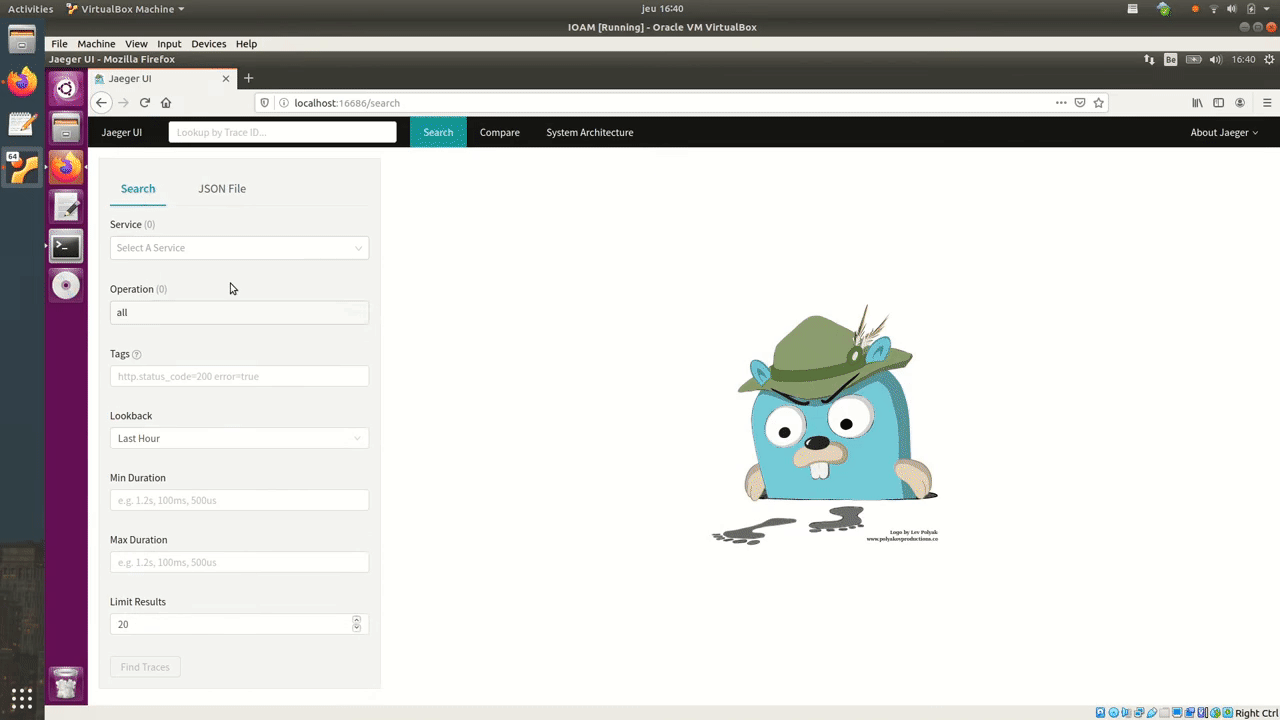 Activities VirtualBox Machine jeu 16:40
IOAM [Running] - Oracle VM VirtualBox
File Machine View Input Devices Help
Jaeger UI - Mozilla Firefox Be 16:40
Jaeger UI
localhost:16686/search
Jaeger UI Lookup by Trace ID... Search Compare System Architecture About Jaeger
64
Search JSON File
Service (0)
Select A Service
Operation (0)
all
Tags ?
http.status_code=200 error=true
Lookback
Last Hour
Min Duration
e.g. 1.2s, 100ms, 500us
Max Duration
e.g. 1.2s, 100ms, 500us
Limit Results
20
Find Traces
Logo by Lev Polyak
www.polyakovproductions.co
Right Ctrl